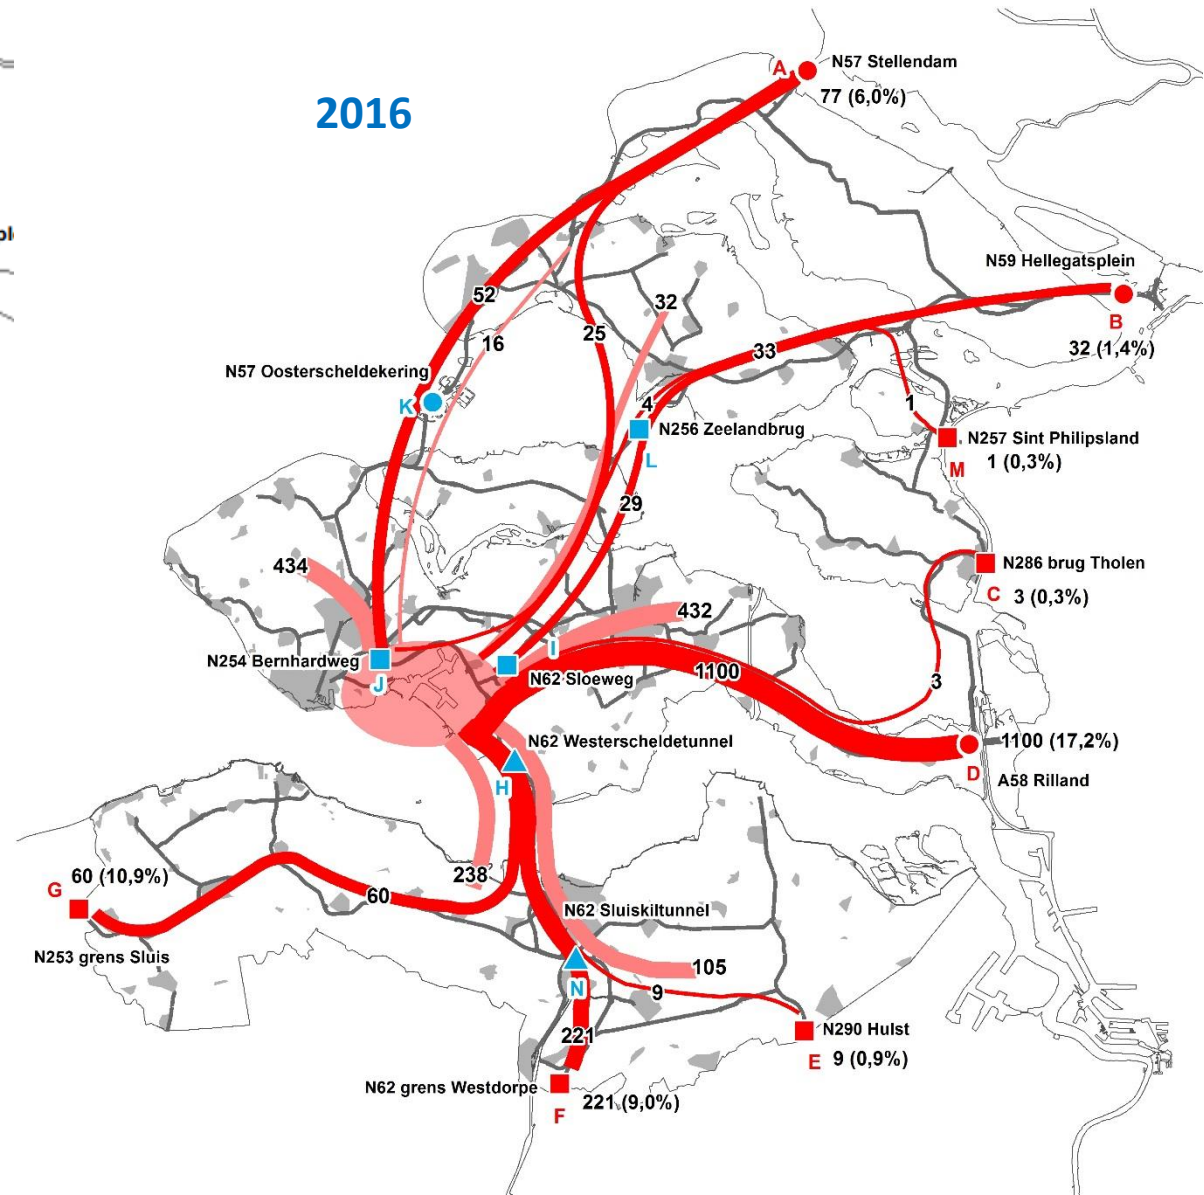 N57 Stellendam
A
77 (6,0%)
2016
pl
N59 Hellegatsplein
B
32 (1,4%)
52
32
16
25
33
N57 Oosterscheldekering
K
4
1
N256 Zeelandbrug
L
N257 Sint Philipsland
1 (0,3%)
M
29
434
N286 brug Tholen
C
3 (0,3%)
432
I
N254 Bernhardweg
J
N62 Sloeweg
1100
3
N62 Westerscheldetunnel
1100 (17,2%)
D
A58 Rilland
H
60 (10,9%)
G
238
60
N62 Sluiskiltunnel
N253 grens Sluis
105
N
9
221
N290 Hulst
E
9 (0,9%)
N62 grens Westdorpe
221 (9,0%)
F